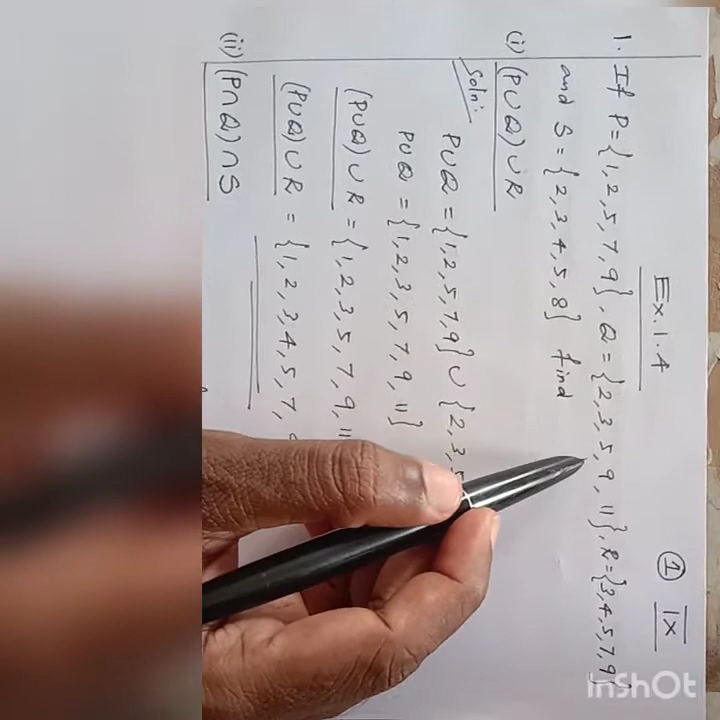 IX
①
Ex.1.4
1. If P={1,2,5,7,9}, Q={2,3,5,9,11}, R={3,4,5,7,9}
and S={2,3,4,5,8} find
(i) (P∪Q)∪R
Soln:
P∪Q = {1,2,5,7,9} ∪ {2,3,5
P∪Q = {1,2,3,5,7,9,11}
(P∪Q)∪R = {1,2,3,5,7,9,11
(P∪Q)∪R = {1,2,3,4,5,7,
(ii) (P∩Q)∩S
InShOt